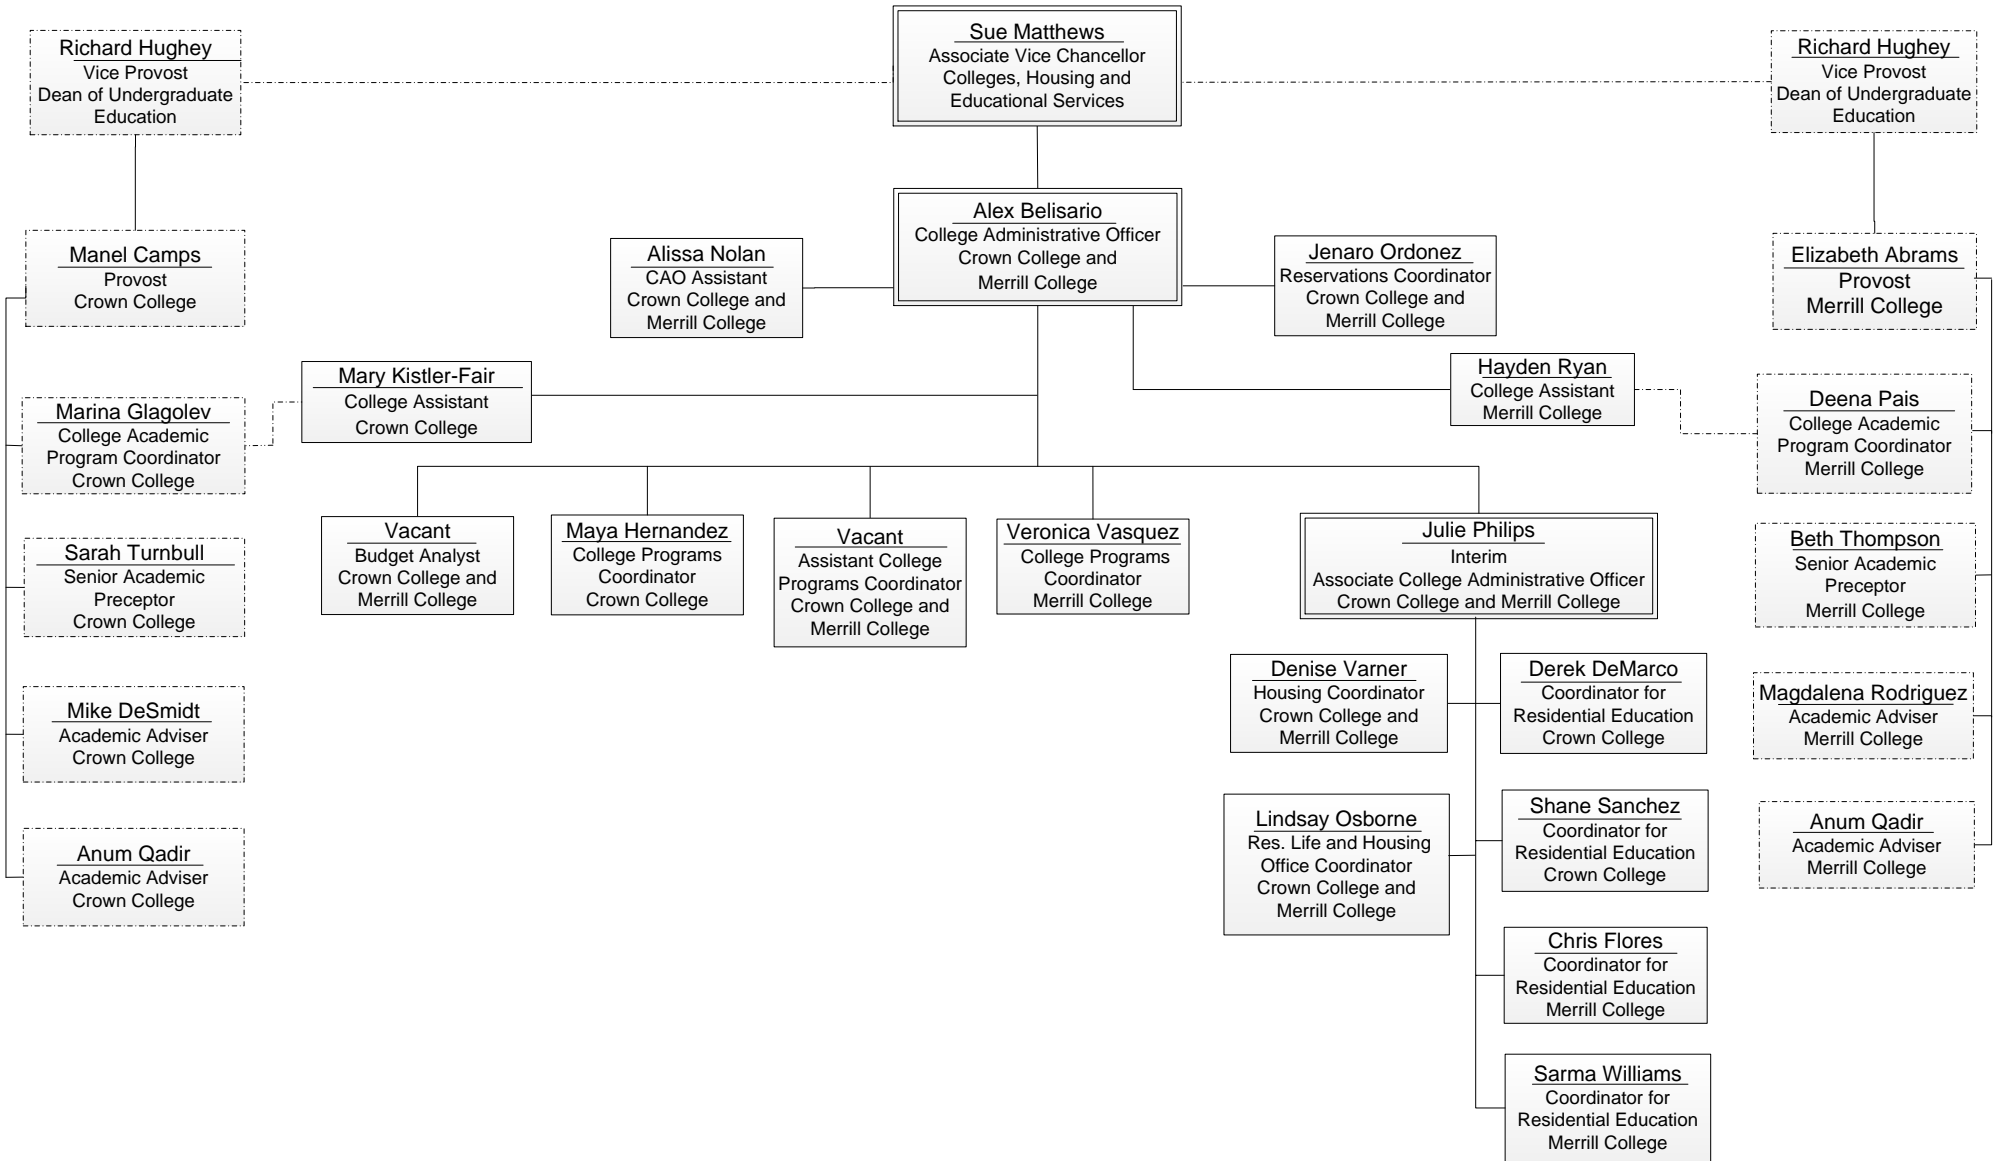 Sue Matthews
Associate Vice Chancellor
Colleges, Housing and
Educational Services
Richard Hughey
Vice Provost
Dean of Undergraduate
Education
Richard Hughey
Vice Provost
Dean of Undergraduate
Education
Alex Belisario
College Administrative Officer
Crown College and
Merrill College
Manel Camps
Provost
Crown College
Alissa Nolan
CAO Assistant
Crown College and
Merrill College
Jenaro Ordonez
Reservations Coordinator
Crown College and
Merrill College
Elizabeth Abrams
Provost
Merrill College
Mary Kistler-Fair
College Assistant
Crown College
Hayden Ryan
College Assistant
Merrill College
Marina Glagolev
College Academic
Program Coordinator
Crown College
Deena Pais
College Academic
Program Coordinator
Merrill College
Vacant
Budget Analyst
Crown College and
Merrill College
Maya Hernandez
College Programs
Coordinator
Crown College
Vacant
Assistant College
Programs Coordinator
Crown College and
Merrill College
Veronica Vasquez
College Programs
Coordinator
Merrill College
Julie Philips
Interim
Associate College Administrative Officer
Crown College and Merrill College
Sarah Turnbull
Senior Academic
Preceptor
Crown College
Beth Thompson
Senior Academic
Preceptor
Merrill College
Denise Varner
Housing Coordinator
Crown College and
Merrill College
Derek DeMarco
Coordinator for
Residential Education
Crown College
Mike DeSmidt
Academic Adviser
Crown College
Magdalena Rodriguez
Academic Adviser
Merrill College
Lindsay Osborne
Res. Life and Housing
Office Coordinator
Crown College and
Merrill College
Shane Sanchez
Coordinator for
Residential Education
Crown College
Anum Qadir
Academic Adviser
Crown College
Anum Qadir
Academic Adviser
Merrill College
Chris Flores
Coordinator for
Residential Education
Merrill College
Sarma Williams
Coordinator for
Residential Education
Merrill College